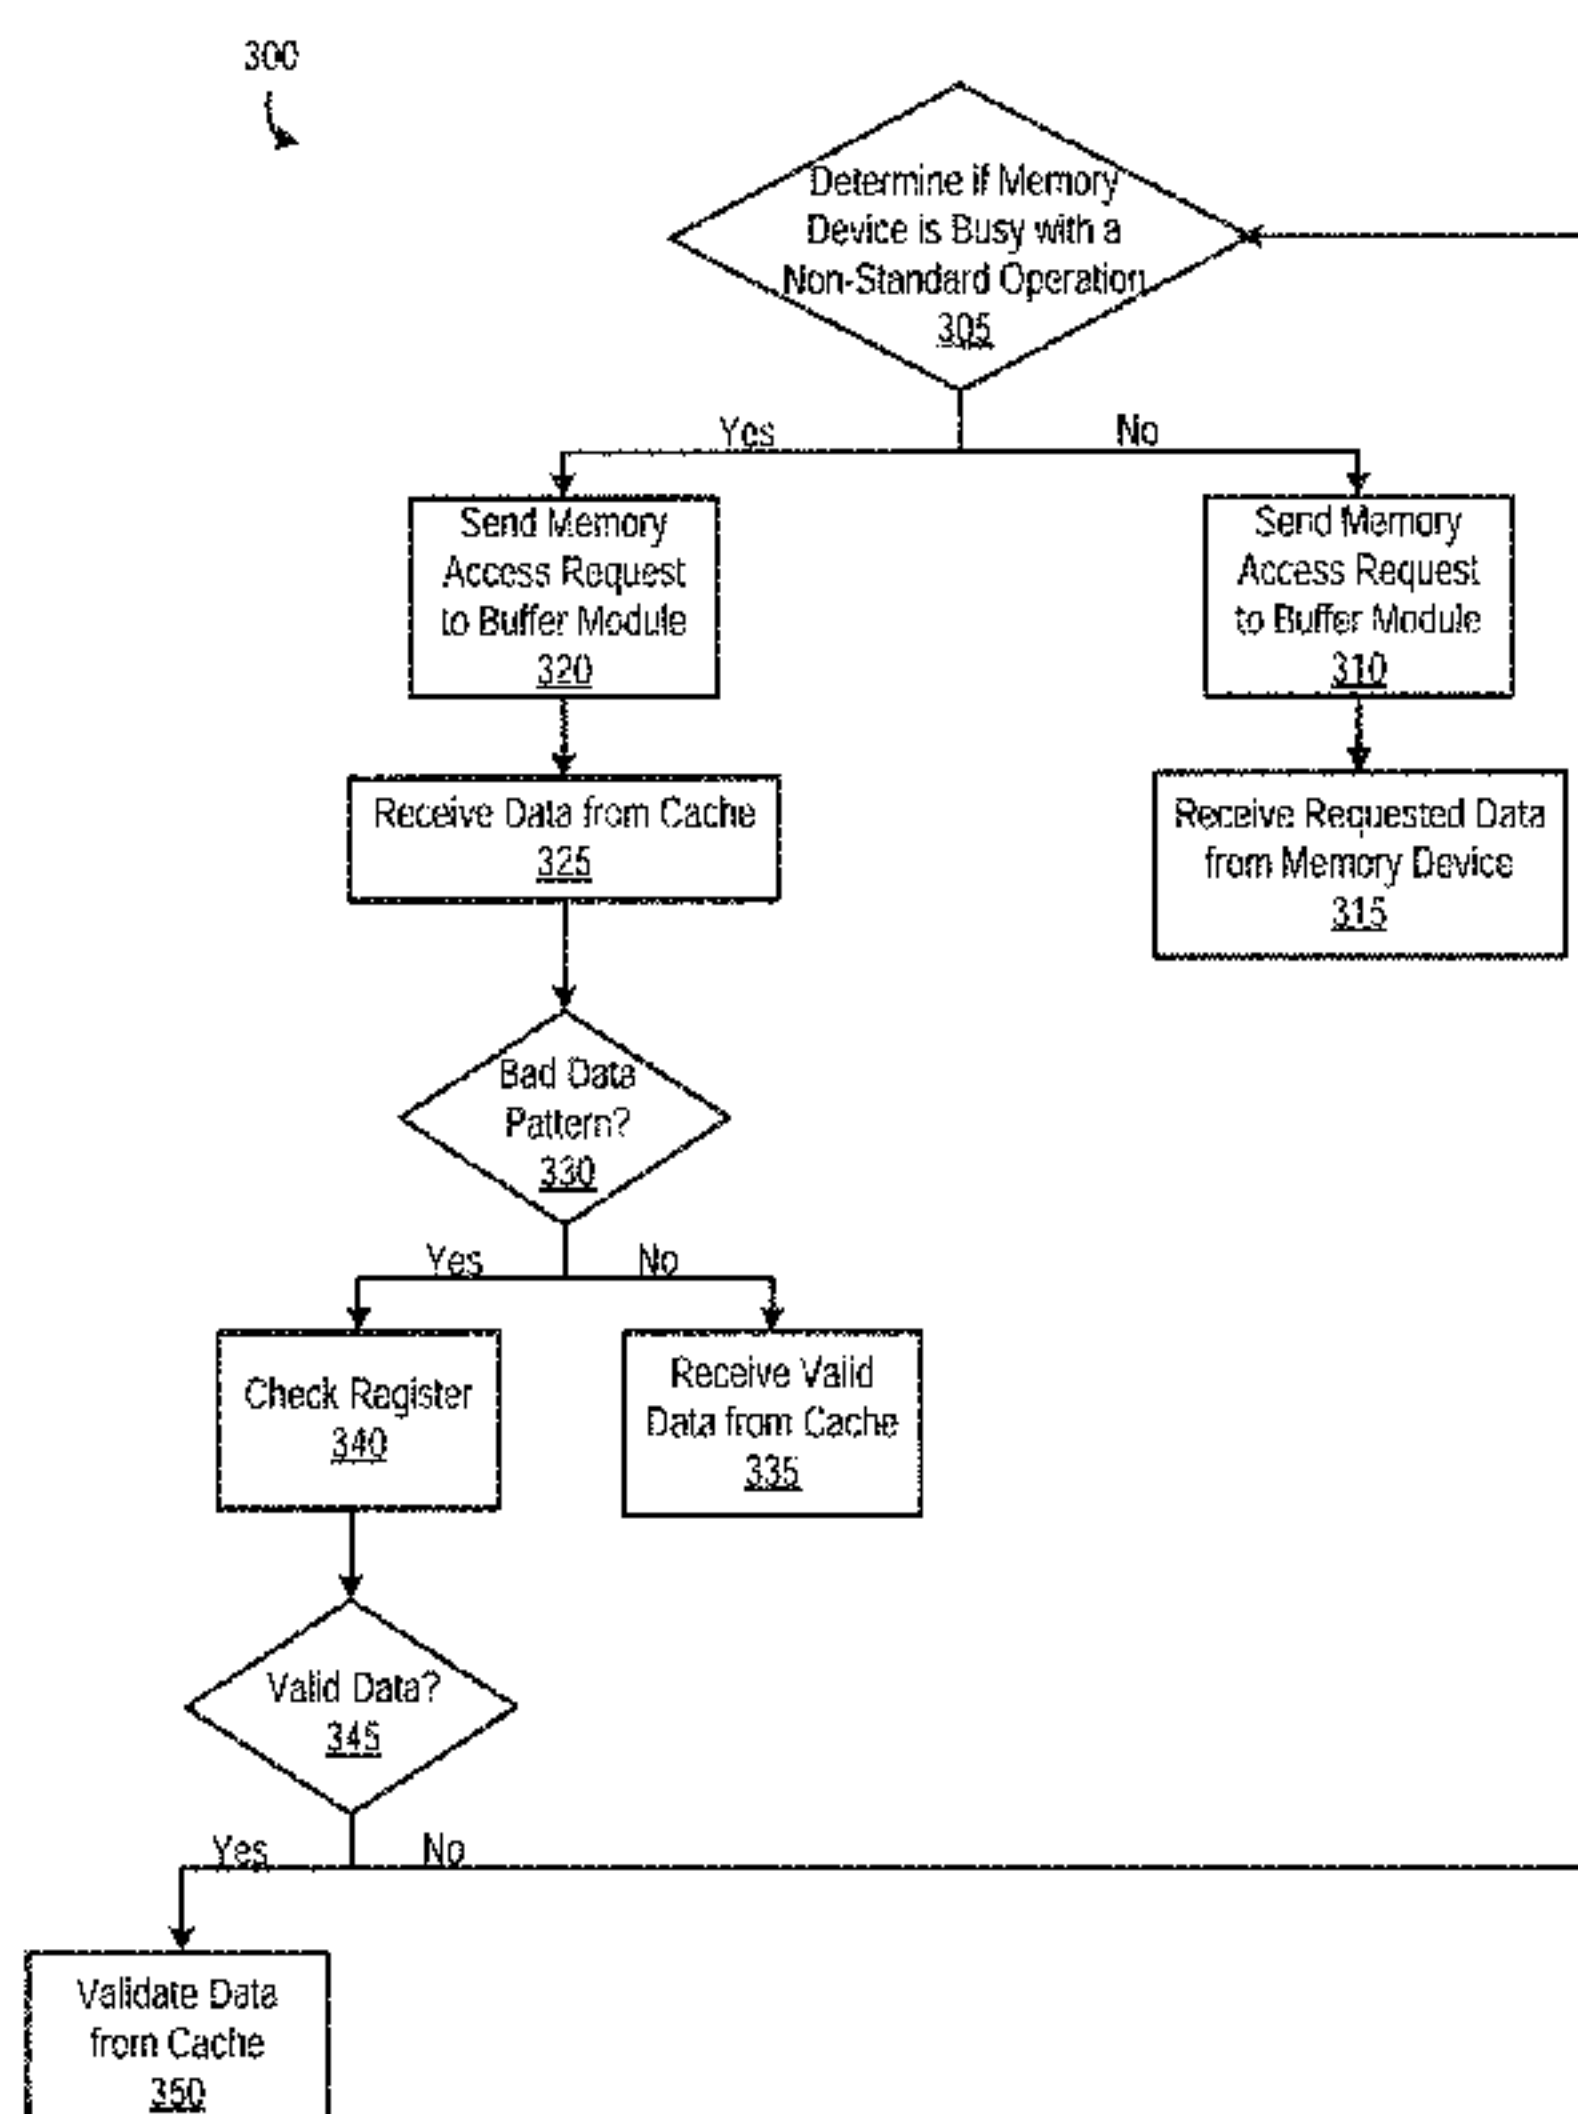 300
Determine if Memory
Device is Busy with a
Non-Standard Operation
305
Yes
No
Send Memory
Access Request
to Buffer Module
320
Send Memory
Access Request
to Buffer Module
310
Receive Data from Cache
325
Receive Requested Data
from Memory Device
315
Bad Data
Pattern?
330
Yes
No
Check Register
340
Receive Valid
Data from Cache
335
Valid Data?
345
Yes
No
Validate Data
from Cache
350